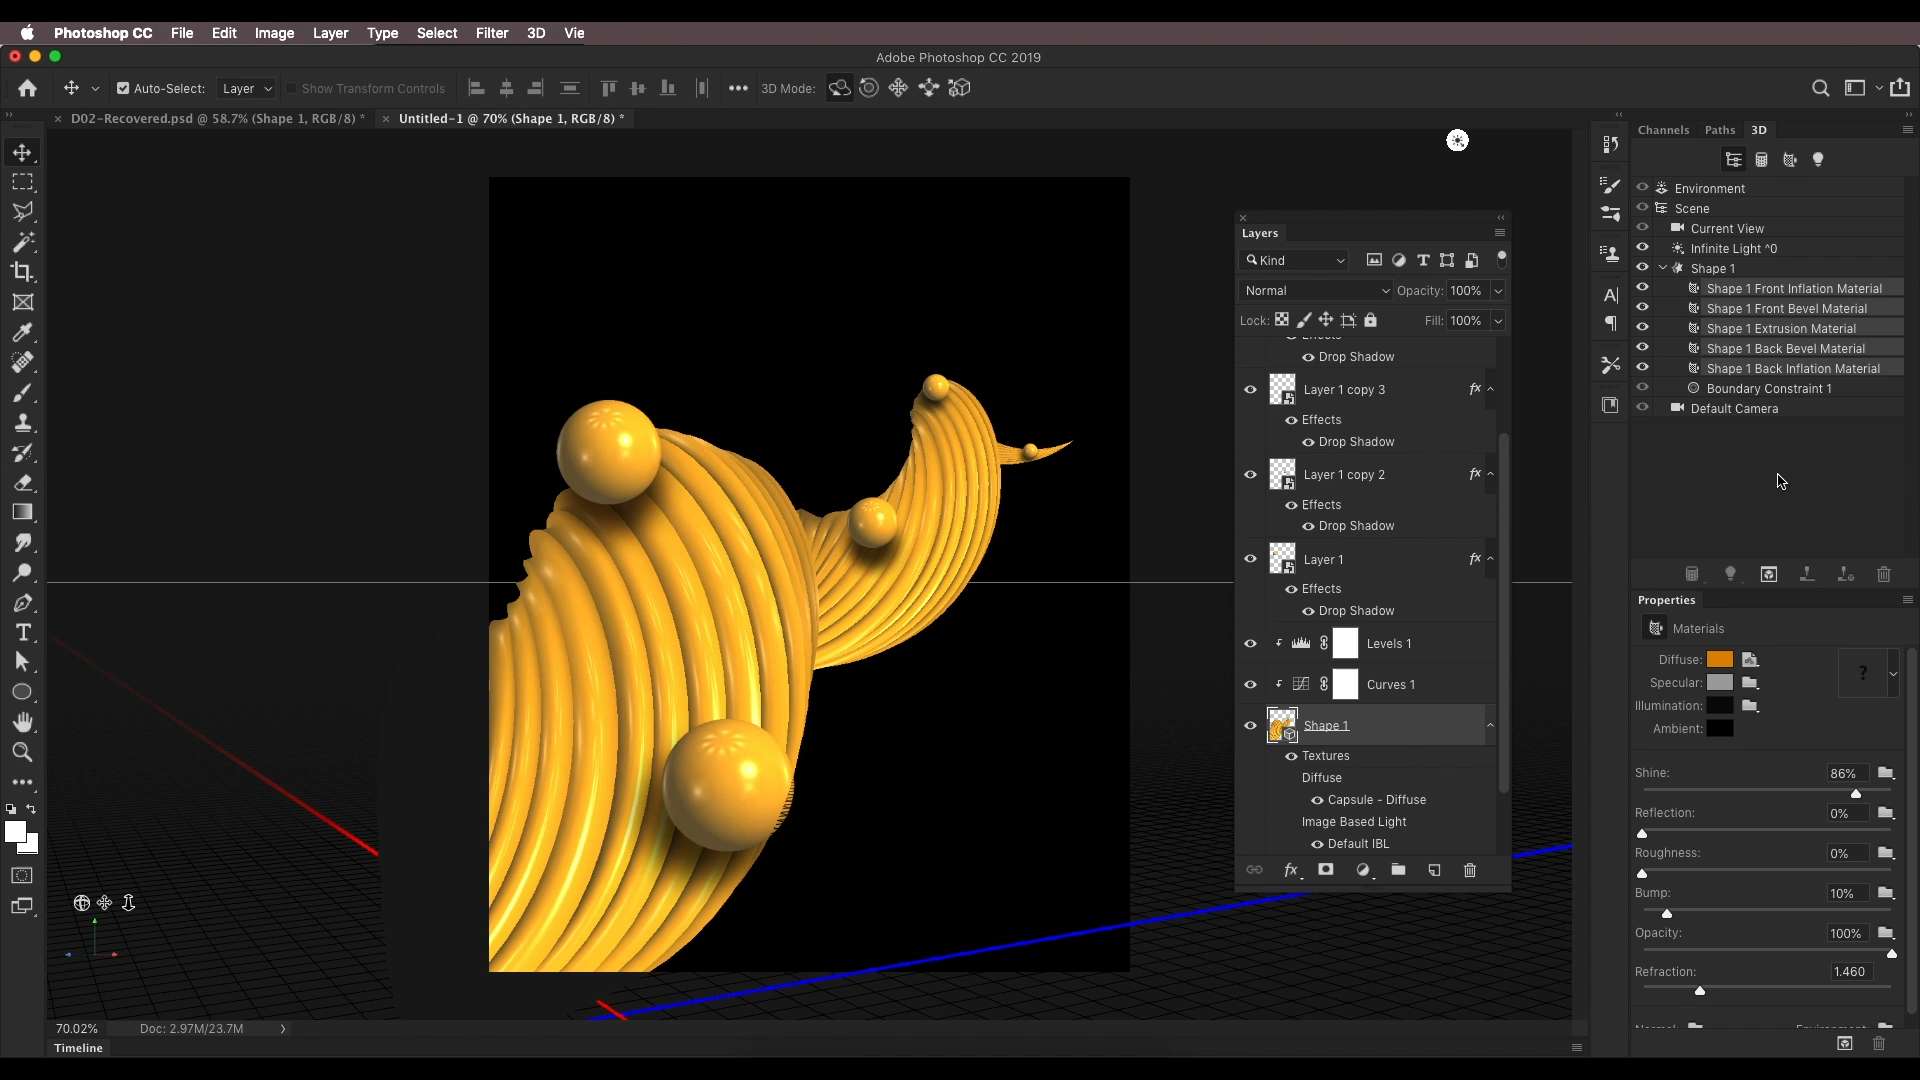 Photoshop CC File Edit Image Layer Type Select Filter 3D Vie
Adobe Photoshop CC 2019
Auto-Select: Layer Show Transform Controls 3D Mode:
D02-Recovered.psd @ 58.7% (Shape 1, RGB/8) *
Untitled-1 @ 70% (Shape 1, RGB/8) *
Channels Paths 3D
Environment
Scene
Current View
Infinite Light ^0
Shape 1
Shape 1 Front Inflation Material
Shape 1 Front Bevel Material
Shape 1 Extrusion Material
Shape 1 Back Bevel Material
Shape 1 Back Inflation Material
Boundary Constraint 1
Default Camera
Layers
Kind
Normal Opacity: 100%
Lock: Fill: 100%
Effects
Drop Shadow
Layer 1 copy 3 fx
Effects
Drop Shadow
Layer 1 copy 2 fx
Effects
Drop Shadow
Layer 1 fx
Effects
Drop Shadow
Levels 1
Curves 1
Shape 1
Textures
Diffuse
Capsule - Diffuse
Image Based Light
Default IBL
fx
Properties
Materials
Diffuse: ?
Specular:
Illumination:
Ambient:
Shine: 86%
Reflection: 0%
Roughness: 0%
Bump: 10%
Opacity: 100%
Refraction: 1.460
70.02% Doc: 2.97M/23.7M
Timeline